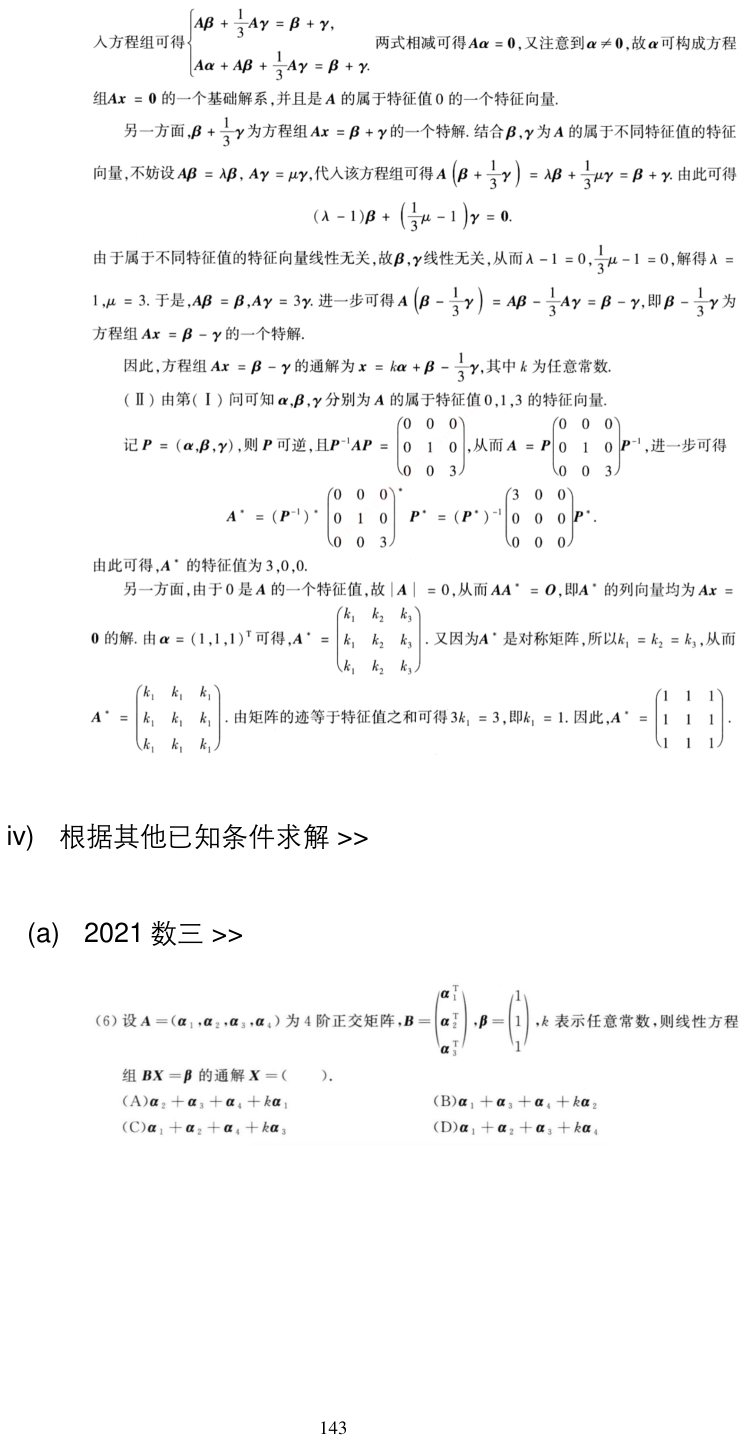 入方程组可得{Aβ + 1/3 Aγ = β + γ, Aα + Aβ + 1/3 Aγ = β + γ. 两式相减可得 Aα = 0,又注意到 α ≠ 0,故 α 可构成方程
组Ax = 0 的一个基础解系,并且是 A 的属于特征值 0 的一个特征向量.
另一方面,β + 1/3 γ 为方程组 Ax = β + γ 的一个特解. 结合 β,γ 为 A 的属于不同特征值的特征
向量,不妨设 Aβ = λβ, Aγ = μγ,代入该方程组可得 A(β + 1/3 γ) = λβ + 1/3 μγ = β + γ. 由此可得
(λ − 1)β + (1/3 μ − 1)γ = 0.
由于属于不同特征值的特征向量线性无关,故 β,γ 线性无关,从而 λ − 1 = 0, 1/3 μ − 1 = 0,解得 λ =
1,μ = 3. 于是,Aβ = β,Aγ = 3γ. 进一步可得 A(β − 1/3 γ) = Aβ − 1/3 Aγ = β − γ,即 β − 1/3 γ 为
方程组 Ax = β − γ 的一个特解.
因此,方程组 Ax = β − γ 的通解为 x = kα + β − 1/3 γ,其中 k 为任意常数.
(Ⅱ) 由第(Ⅰ) 问可知 α,β,γ 分别为 A 的属于特征值 0,1,3 的特征向量.
记 P = (α,β,γ),则 P 可逆,且P⁻¹AP = (0 0 0; 0 1 0; 0 0 3),从而 A = P(0 0 0; 0 1 0; 0 0 3)P⁻¹,进一步可得
A* = (P⁻¹)*(0 0 0; 0 1 0; 0 0 3)* P* = (P*)⁻¹(3 0 0; 0 0 0; 0 0 0)P*.
由此可得,A* 的特征值为 3,0,0.
另一方面,由于 0 是 A 的一个特征值,故 |A| = 0,从而 AA* = O,即A* 的列向量均为 Ax =
0 的解. 由 α = (1,1,1)ᵀ 可得,A* = (k₁ k₂ k₃; k₁ k₂ k₃; k₁ k₂ k₃). 又因为A* 是对称矩阵,所以k₁ = k₂ = k₃,从而
A* = (k₁ k₁ k₁; k₁ k₁ k₁; k₁ k₁ k₁). 由矩阵的迹等于特征值之和可得 3k₁ = 3,即k₁ = 1. 因此,A* = (1 1 1; 1 1 1; 1 1 1).
iv) 根据其他已知条件求解 >>
(a) 2021 数三 >>
(6) 设 A = (α₁,α₂,α₃,α₄) 为 4 阶正交矩阵,B = (α₁ᵀ; α₂ᵀ; α₃ᵀ),β = (1; 1; 1),k 表示任意常数,则线性方程
组 BX = β 的通解 X = ( ).
(A)α₂ + α₃ + α₄ + kα₁ (B)α₁ + α₃ + α₄ + kα₂
(C)α₁ + α₂ + α₄ + kα₃ (D)α₁ + α₂ + α₃ + kα₄
143